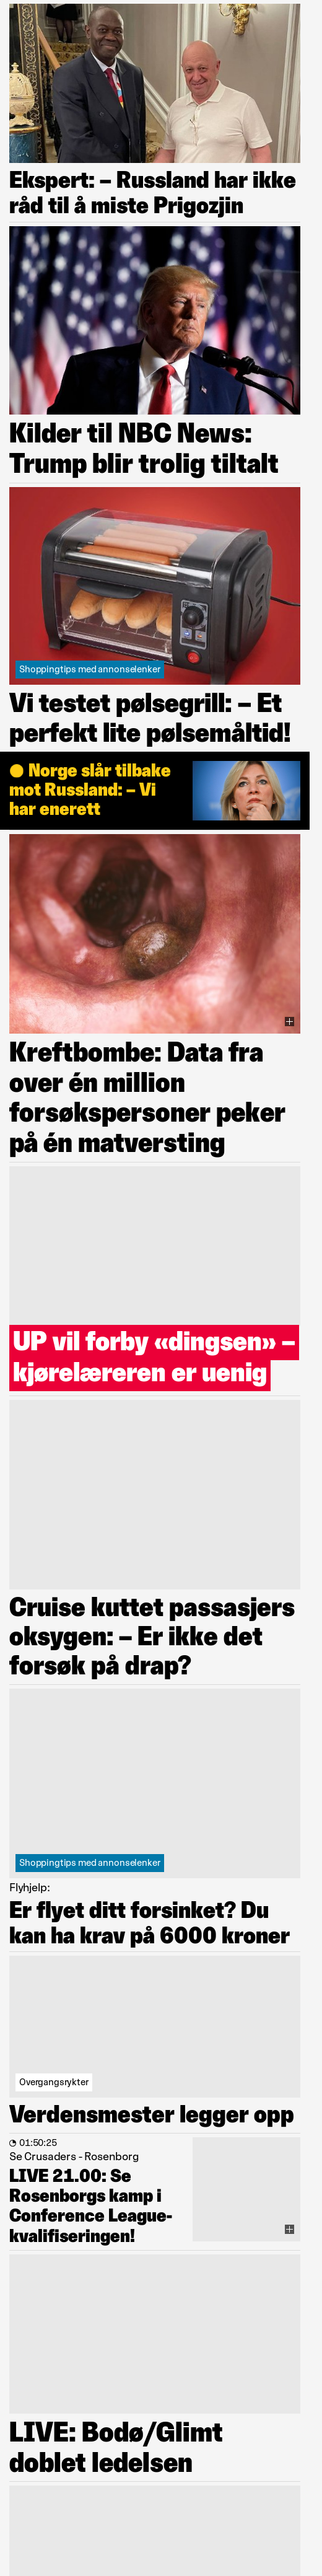 Ekspert: – Russland har ikke
råd til å miste Prigozjin
Kilder til NBC News:
Trump blir trolig tiltalt
Shoppingtips med annonselenker
Vi testet pølsegrill: – Et
perfekt lite pølsemåltid!
Norge slår tilbake
mot Russland: – Vi
har enerett
Kreftbombe: Data fra
over én million
forsøkspersoner peker
på én matversting
UP vil forby «dingsen» –
kjørelæreren er uenig
Cruise kuttet passasjers
oksygen: – Er ikke det
forsøk på drap?
Shoppingtips med annonselenker
Flyhjelp:
Er flyet ditt forsinket? Du
kan ha krav på 6000 kroner
Overgangsrykter
Verdensmester legger opp
01:50:25
Se Crusaders - Rosenborg
LIVE 21.00: Se
Rosenborgs kamp i
Conference League-
kvalifiseringen!
LIVE: Bodø/Glimt
doblet ledelsen